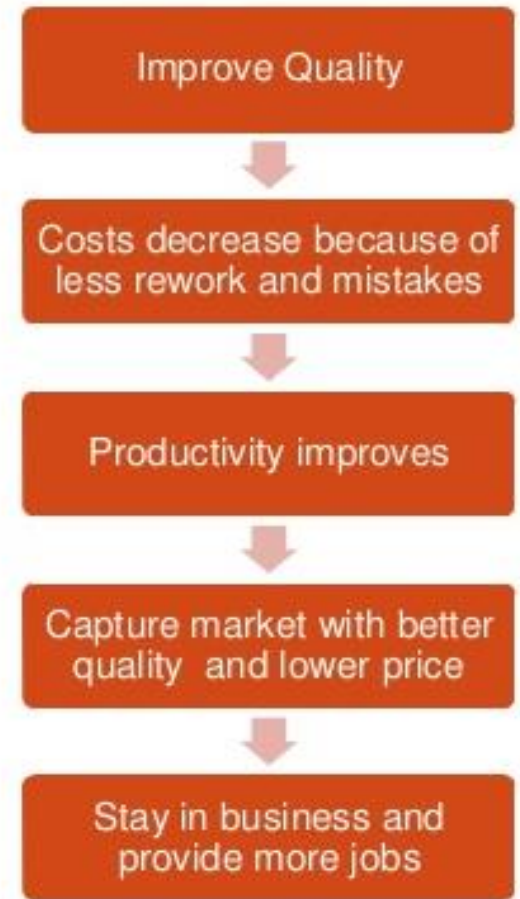 Improve Quality
Costs decrease because of
less rework and mistakes
Productivity improves
Capture market with better
quality  and lower price
Stay in business and
provide more jobs